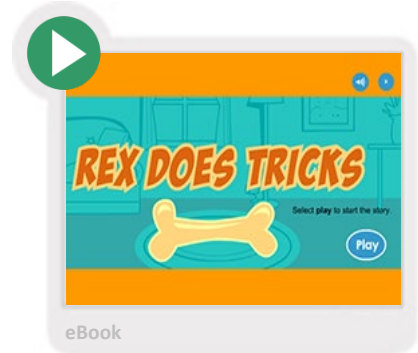 REX DOES TRICKS
Select play to start the story.
Play
eBook